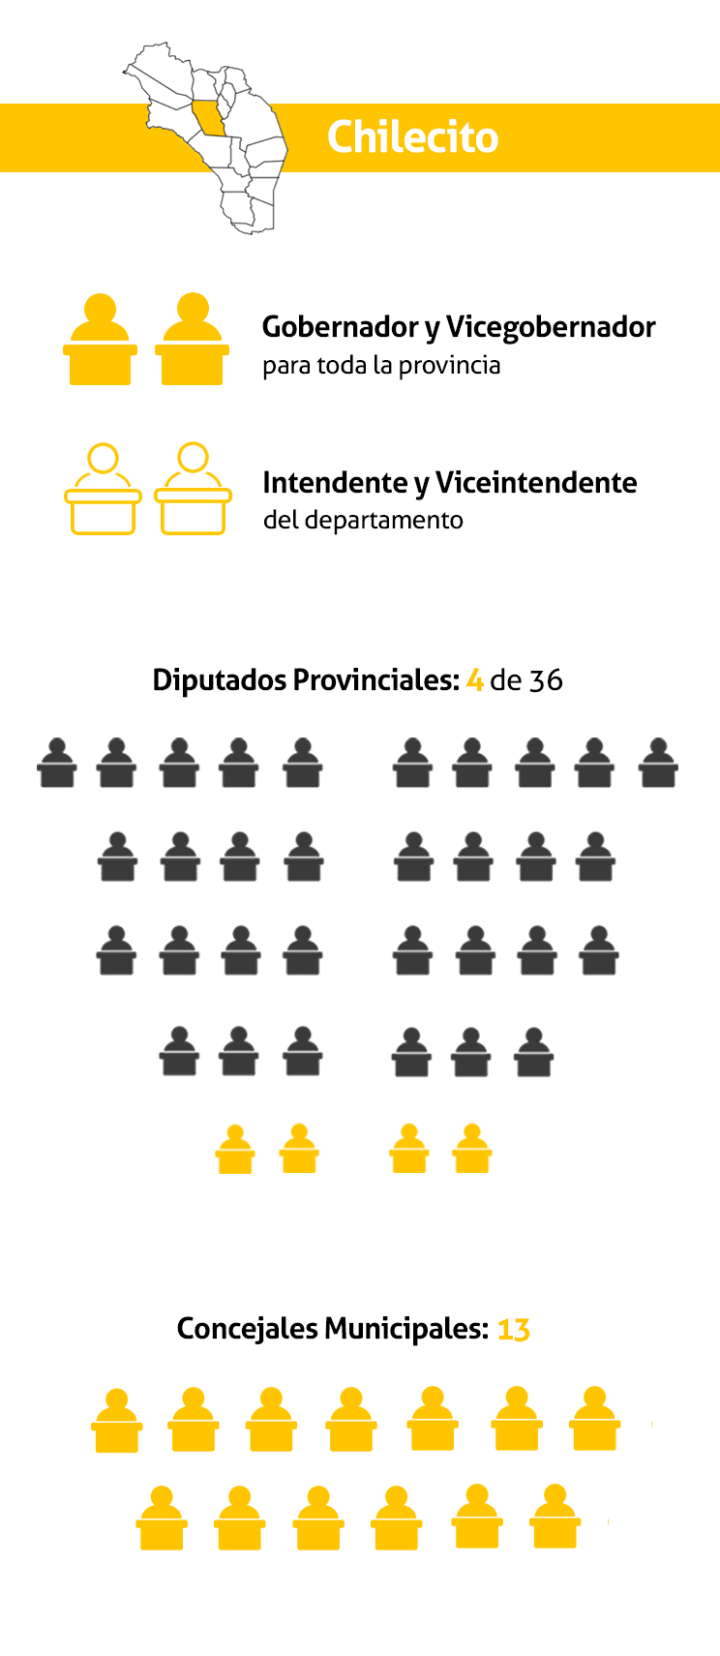 Chilecito
Gobernador y Vicegobernador
para toda la provincia
Intendente y Viceintendente
del departamento
Diputados Provinciales: 4 de 36
Concejales Municipales: 13